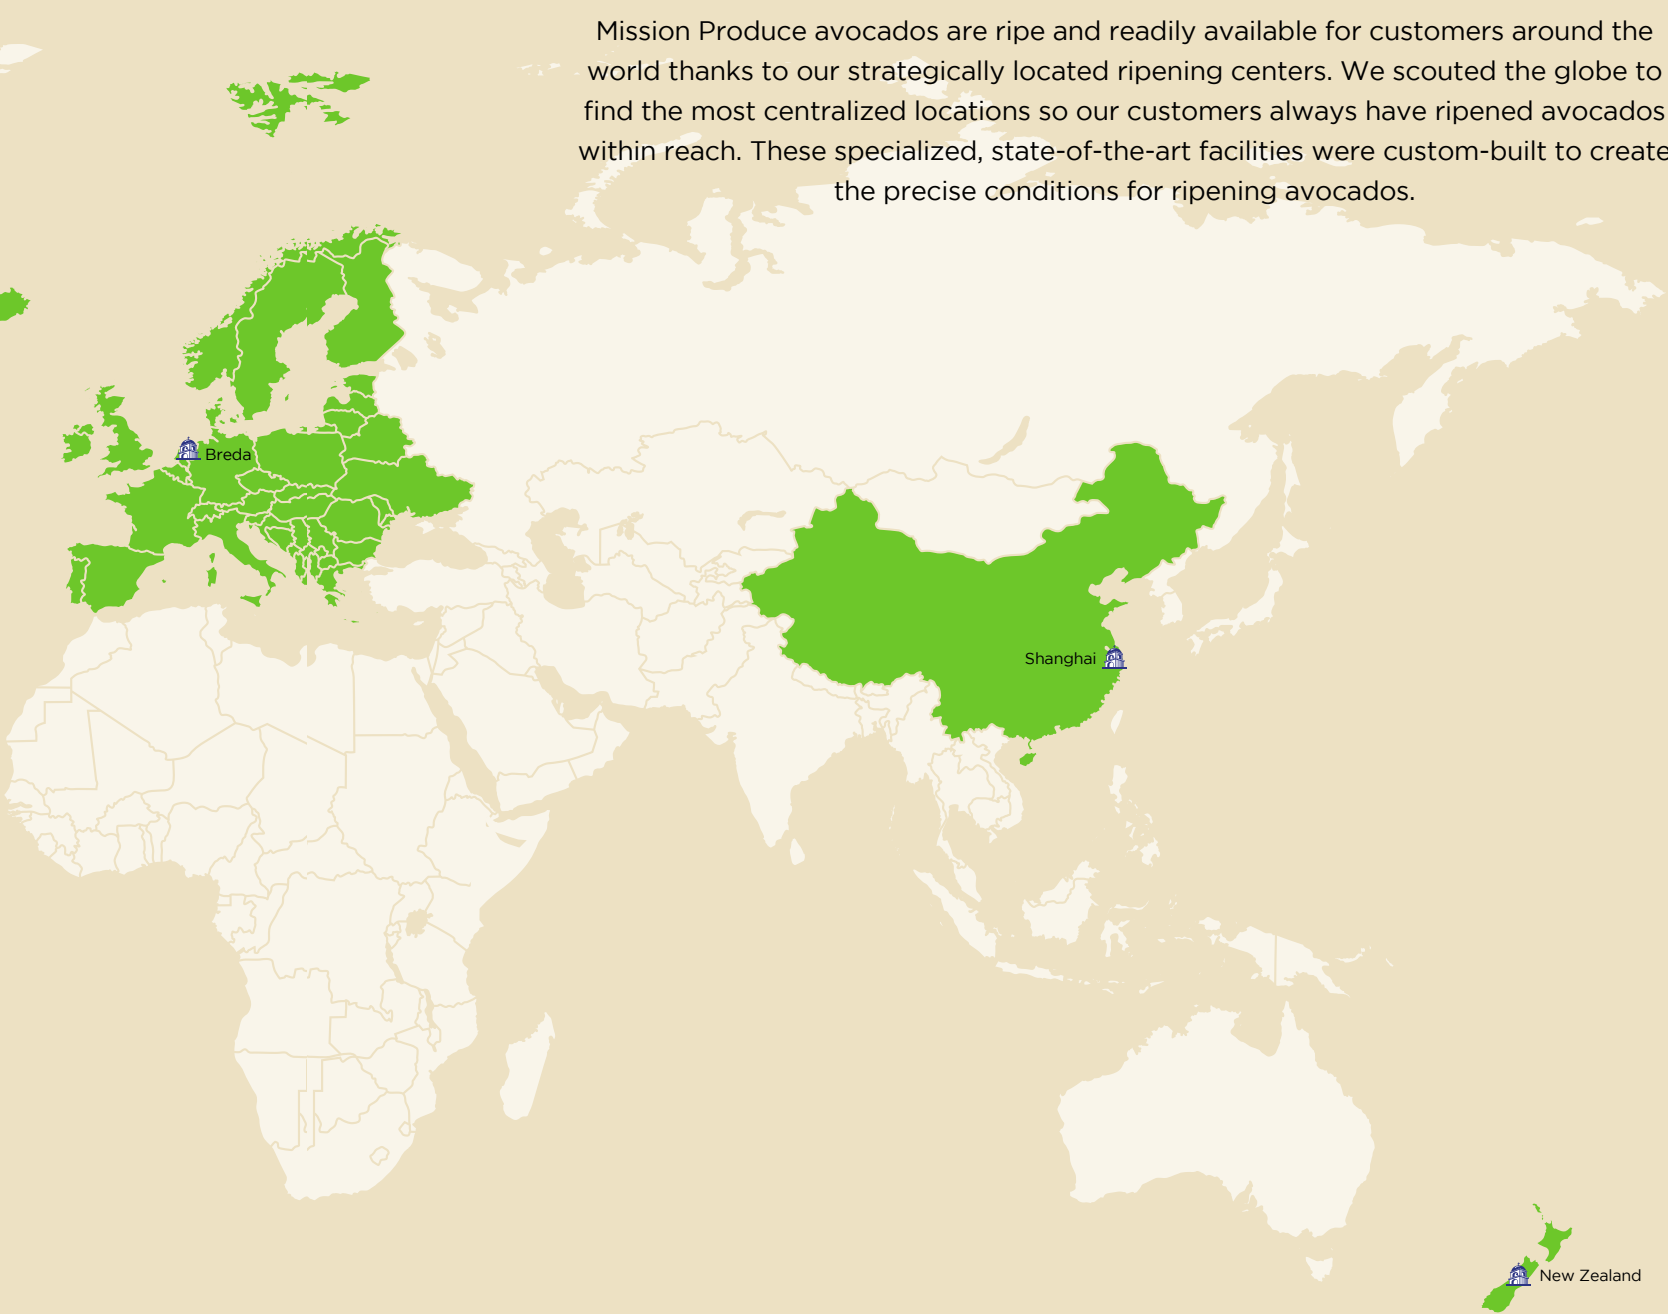 Mission Produce avocados are ripe and readily available for customers around the
world thanks to our strategically located ripening centers. We scouted the globe to
find the most centralized locations so our customers always have ripened avocados
within reach. These specialized, state-of-the-art facilities were custom-built to create
the precise conditions for ripening avocados.
Breda
Shanghai
New Zealand